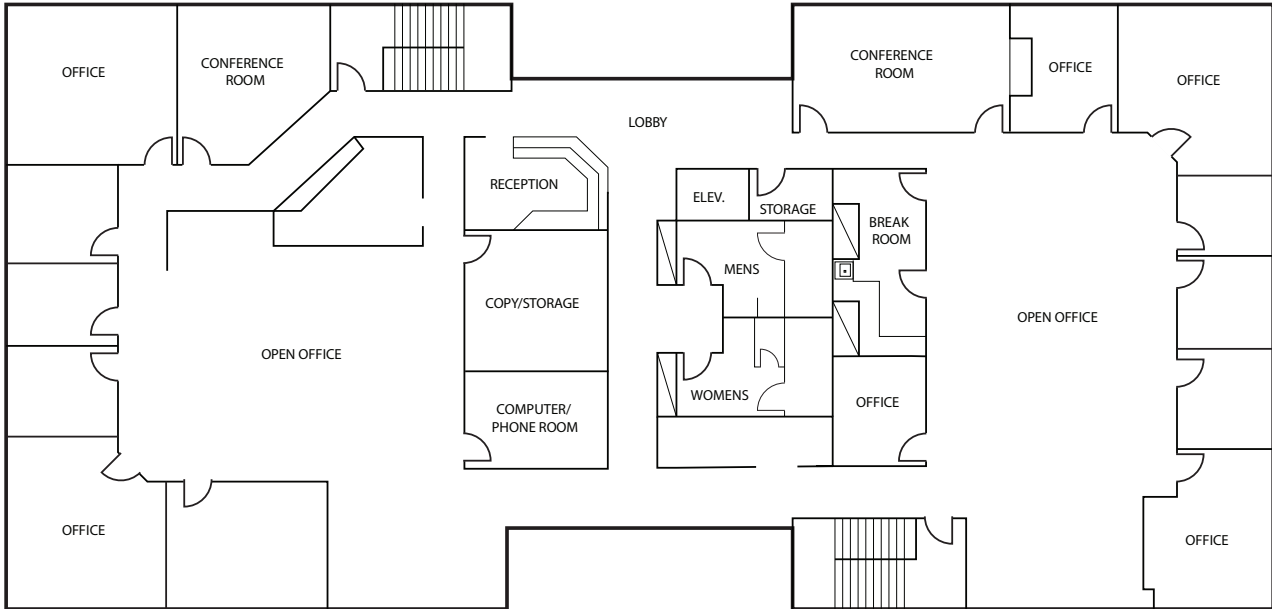 OFFICE
CONFERENCE
ROOM
CONFERENCE
ROOM
OFFICE
OFFICE
LOBBY
RECEPTION
ELEV.
STORAGE
BREAK
ROOM
MENS
COPY/STORAGE
OPEN OFFICE
OPEN OFFICE
WOMENS
OFFICE
COMPUTER/
PHONE ROOM
OFFICE
OFFICE